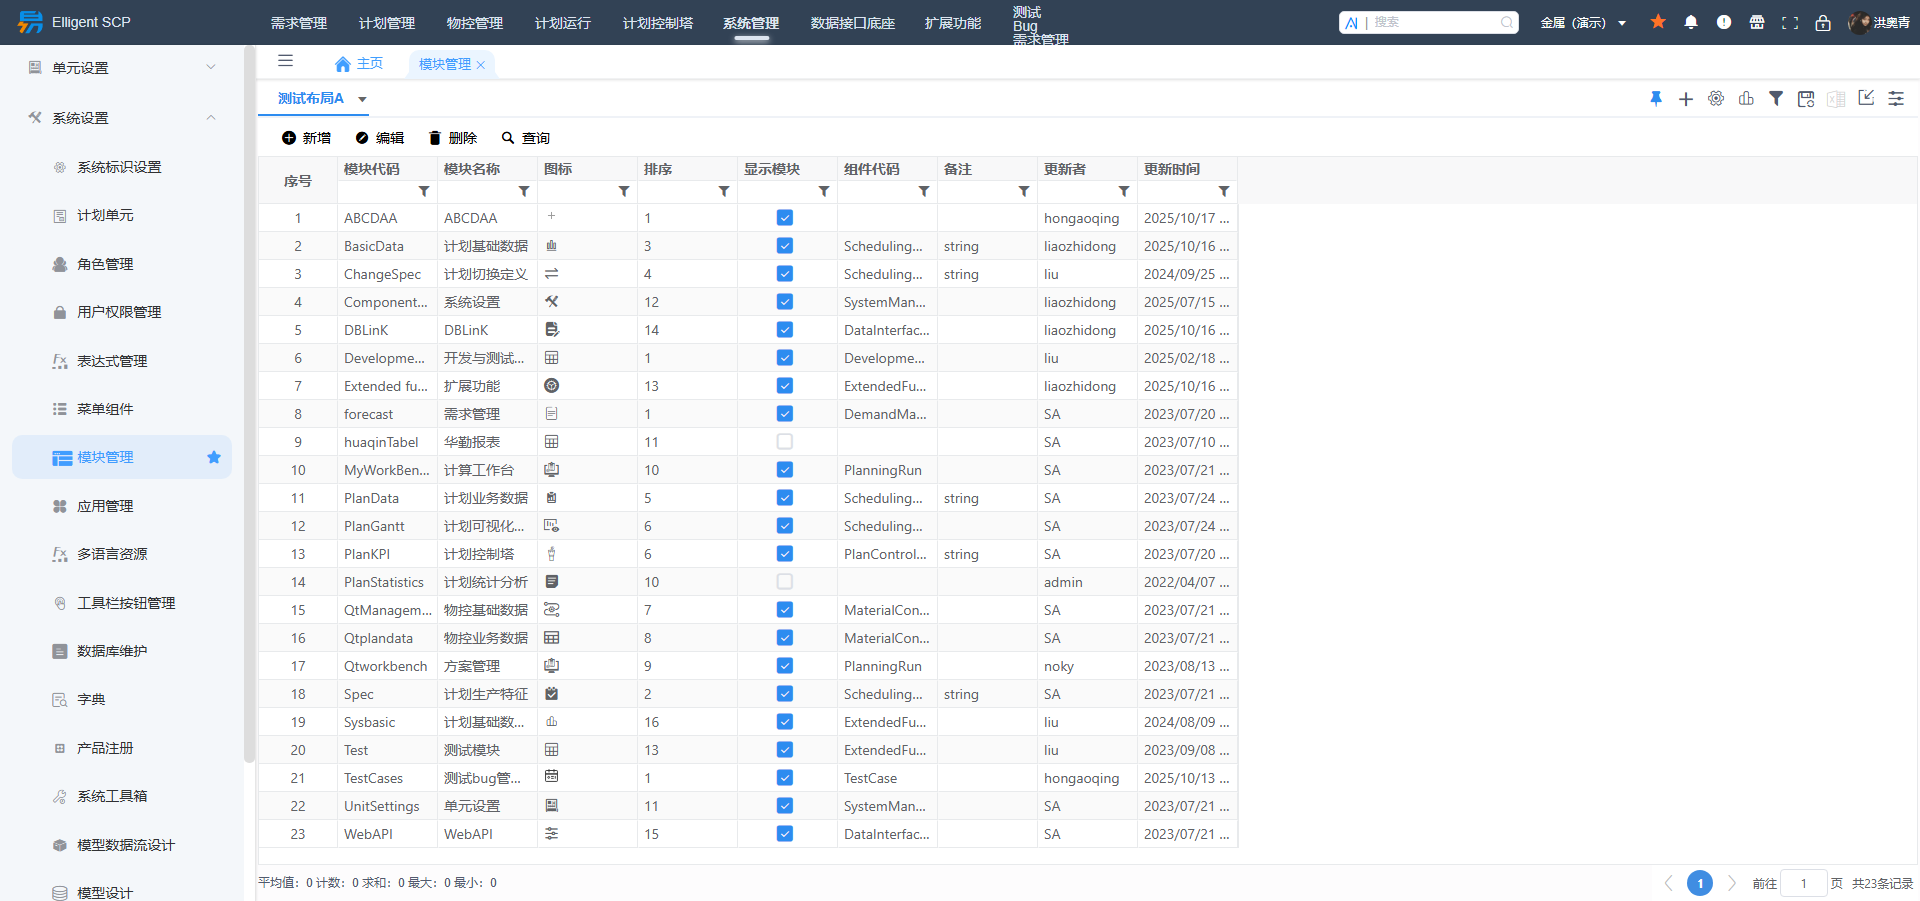 Elligent SCP
需求管理 计划管理 物控管理 计划运行 计划控制塔 系统管理 数据接口底座 扩展功能 测试Bug需求管理
AI | 搜索
金属（演示）
洪奥青
单元设置
系统设置
系统标识设置
计划单元
角色管理
用户权限管理
表达式管理
菜单组件
模块管理
应用管理
多语言资源
工具栏按钮管理
数据库维护
字典
产品注册
系统工具箱
模型数据流设计
模型设计
主页 模块管理 ×
测试布局A
新增 编辑 删除 查询
序号 模块代码 模块名称 图标 排序 显示模块 组件代码 备注 更新者 更新时间
1 ABCDAA ABCDAA 1 hongaoqing 2025/10/17 ...
2 BasicData 计划基础数据 3 Scheduling... string liaozhidong 2025/10/16 ...
3 ChangeSpec 计划切换定义 4 Scheduling... string liu 2024/09/25 ...
4 Component... 系统设置 12 SystemMan... liaozhidong 2025/07/15 ...
5 DBLinK DBLinK 14 DataInterfac... liaozhidong 2025/10/16 ...
6 Developme... 开发与测试... 1 Developme... liu 2025/02/18 ...
7 Extended fu... 扩展功能 13 ExtendedFu... liaozhidong 2025/10/16 ...
8 forecast 需求管理 1 DemandMa... SA 2023/07/20 ...
9 huaqinTabel 华勤报表 11 SA 2023/07/10 ...
10 MyWorkBen... 计算工作台 10 PlanningRun SA 2023/07/21 ...
11 PlanData 计划业务数据 5 Scheduling... string SA 2023/07/24 ...
12 PlanGantt 计划可视化... 6 Scheduling... SA 2023/07/24 ...
13 PlanKPI 计划控制塔 6 PlanControl... string SA 2023/07/20 ...
14 PlanStatistics 计划统计分析 10 admin 2022/04/07 ...
15 QtManagem... 物控基础数据 7 MaterialCon... SA 2023/07/21 ...
16 Qtplandata 物控业务数据 8 MaterialCon... SA 2023/07/21 ...
17 Qtworkbench 方案管理 9 PlanningRun noky 2023/08/13 ...
18 Spec 计划生产特征 2 Scheduling... string SA 2023/07/21 ...
19 Sysbasic 计划基础数... 16 ExtendedFu... liu 2024/08/09 ...
20 Test 测试模块 13 ExtendedFu... liu 2023/09/08 ...
21 TestCases 测试bug管... 1 TestCase hongaoqing 2025/10/13 ...
22 UnitSettings 单元设置 11 SystemMan... SA 2023/07/21 ...
23 WebAPI WebAPI 15 DataInterfac... SA 2023/07/21 ...
平均值：0 计数：0 求和：0 最大：0 最小：0
1 前往 1 页 共23条记录